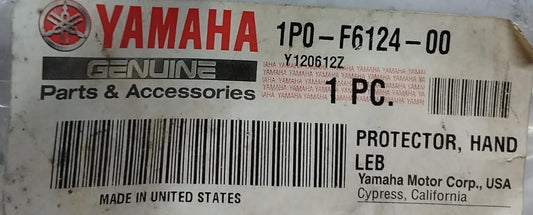 YAMAHA
1P0-F6124-00
Y1206127
GENUINE
Parts & Accessories
1 PC.
PROTECTOR, HAND
LEB
Yamaha Motor Corp., USA
Cypress, California
MADE IN UNITED STATES